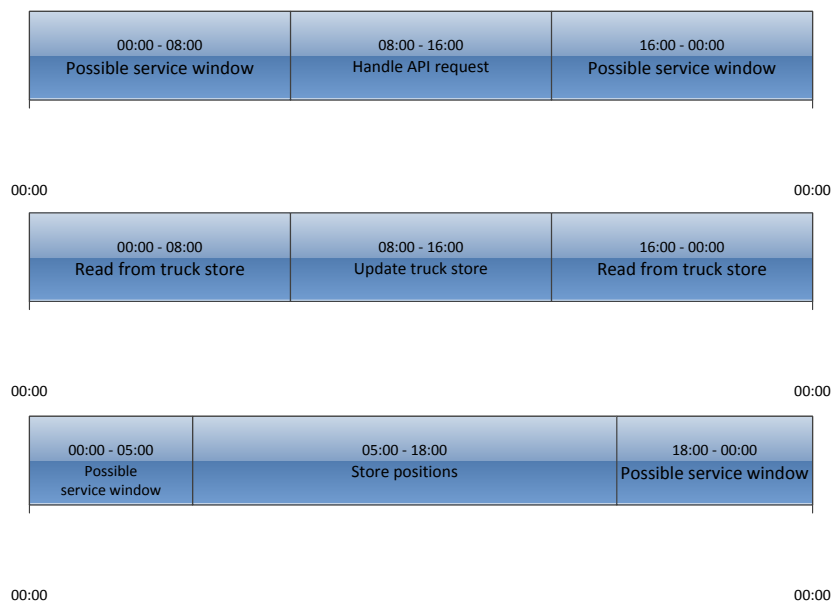 00:00 - 08:00
Possible service window
08:00 - 16:00
Handle API request
16:00 - 00:00
Possible service window
00:00
00:00
00:00 - 08:00
Read from truck store
08:00 - 16:00
Update truck store
16:00 - 00:00
Read from truck store
00:00
00:00
00:00 - 05:00
Possible
service window
05:00 - 18:00
Store positions
18:00 - 00:00
Possible service window
00:00
00:00